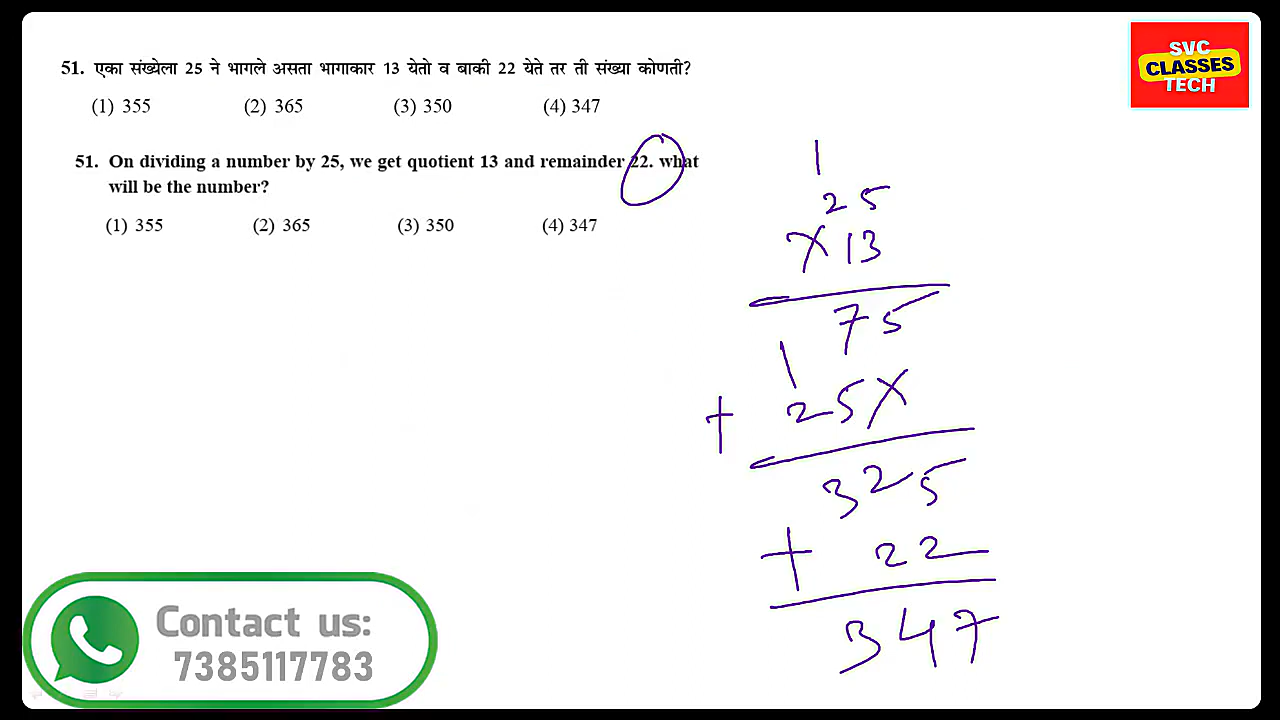 51. एका संख्येला 25 ने भागले असता भागाकार 13 येतो व बाकी 22 येते तर ती संख्या कोणती?
(1) 355 (2) 365 (3) 350 (4) 347
51. On dividing a number by 25, we get quotient 13 and remainder 22. what
will be the number?
(1) 355 (2) 365 (3) 350 (4) 347
SVC
CLASSES
TECH
1
25
X 13
75
1
+ 25X
325
+ 22
347
Contact us:
7385117783